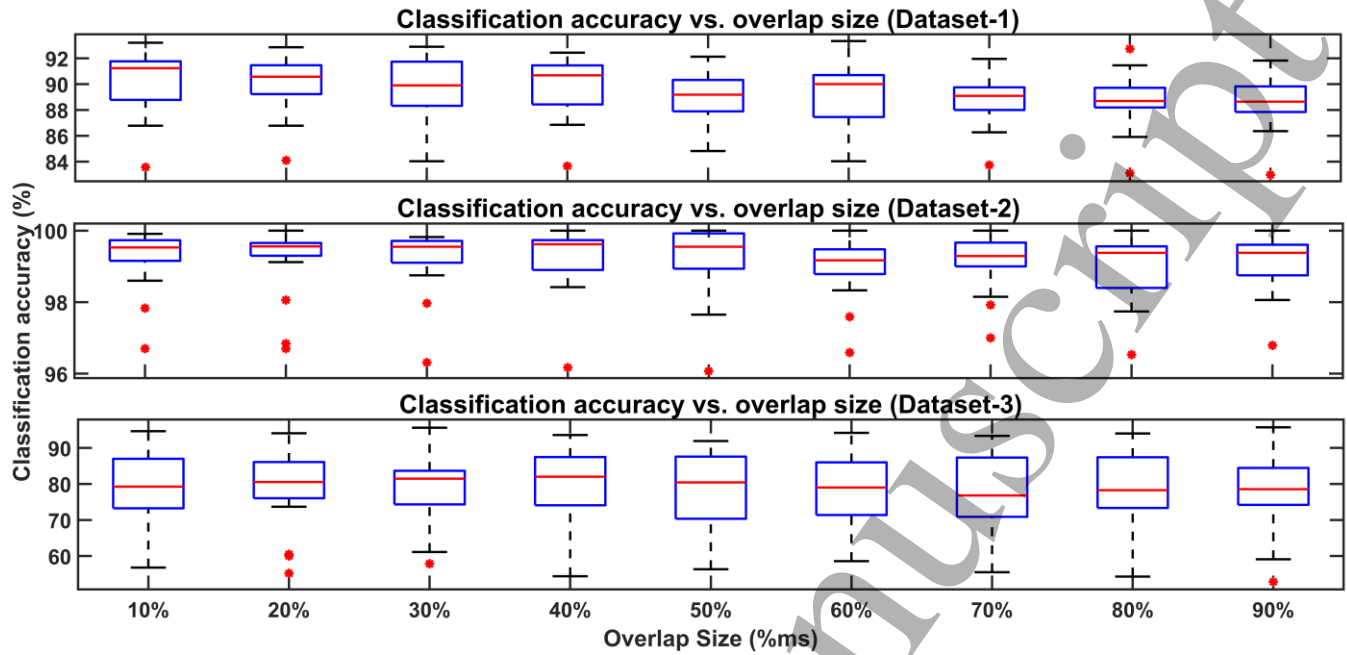 Classification accuracy vs. overlap size (Dataset-1)
92
90
88
86
84
Classification accuracy vs. overlap size (Dataset-2)
100
98
96
Classification accuracy vs. overlap size (Dataset-3)
90
80
70
60
10% 20% 30% 40% 50% 60% 70% 80% 90%
Overlap Size (%ms)
Classification accuracy (%)
nuscript